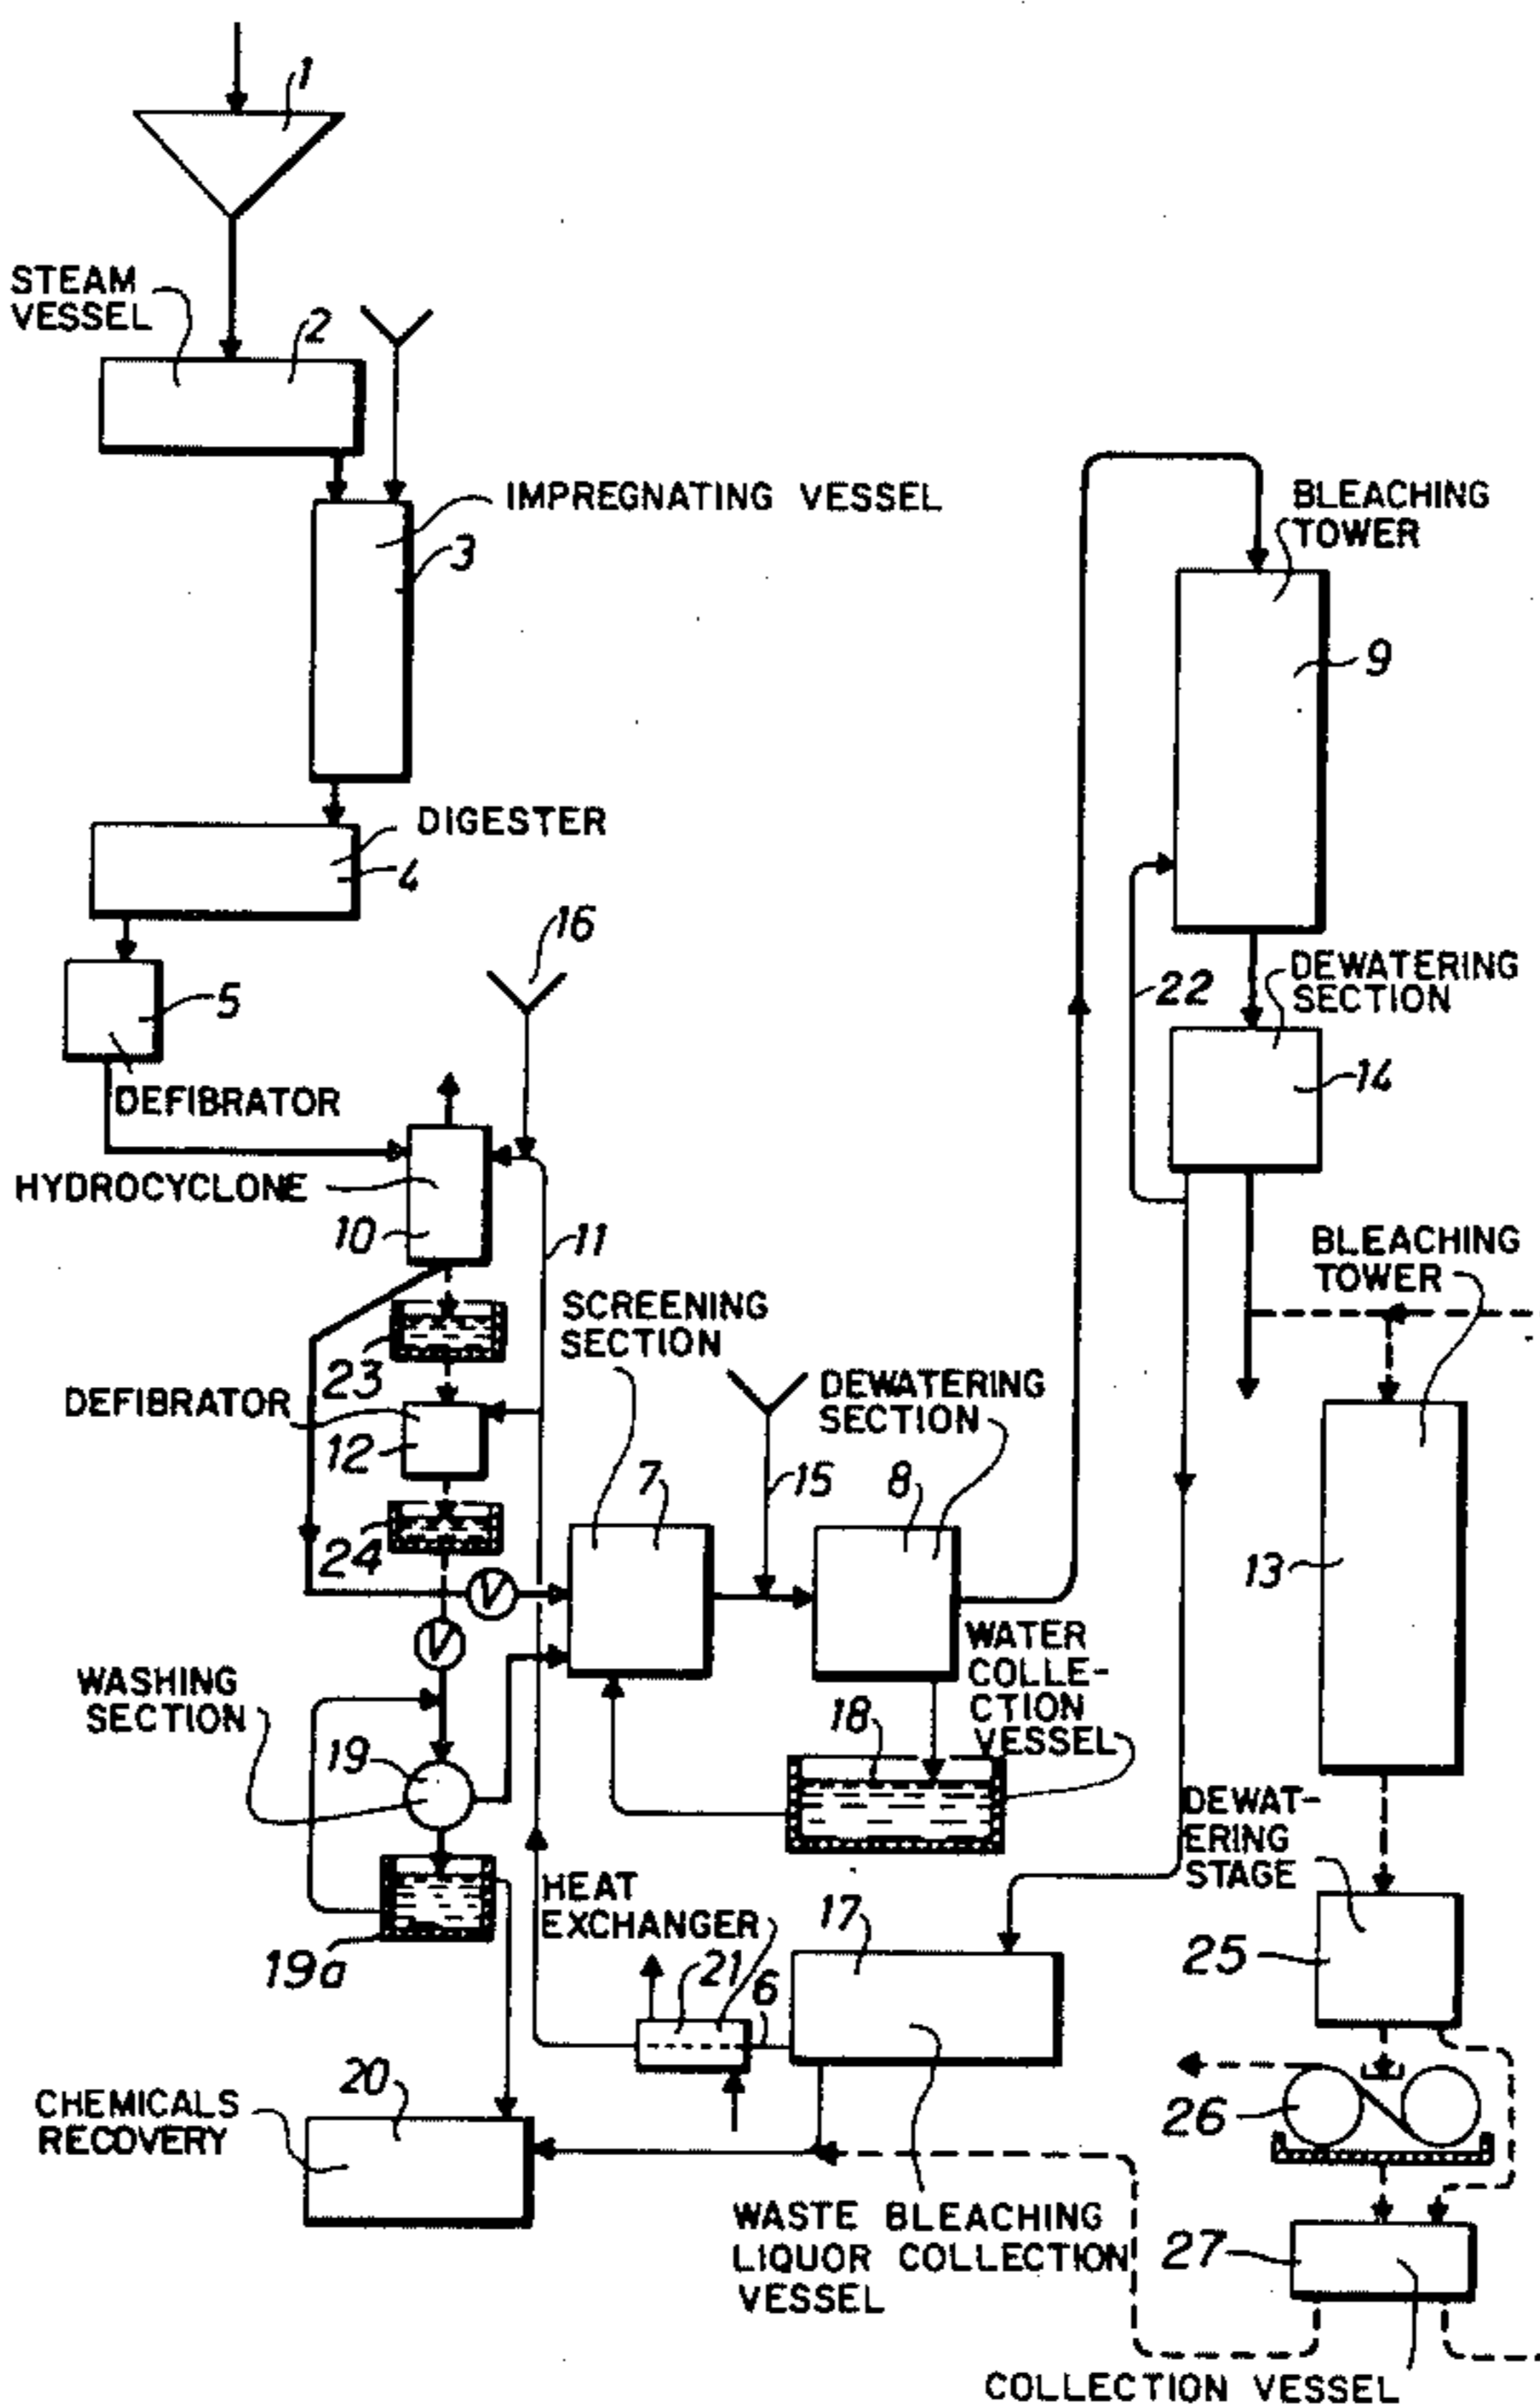 1
STEAM
VESSEL
2
IMPREGNATING VESSEL
3
BLEACHING
TOWER
9
DIGESTER
4
16
5
DEFIBRATOR
22
DEWATERING
SECTION
14
HYDROCYCLONE
10
11
BLEACHING
TOWER
SCREENING
SECTION
23
DEFIBRATOR
12
DEWATERING
SECTION
7
15
8
24
13
V
V
WATER
COLLE-
CTION
VESSEL
WASHING
SECTION
18
19
DEWAT-
ERING
STAGE
HEAT
EXCHANGER
19a
21
6
17
25
20
CHEMICALS
RECOVERY
26
WASTE BLEACHING
LIQUOR COLLECTION
VESSEL
27
COLLECTION VESSEL